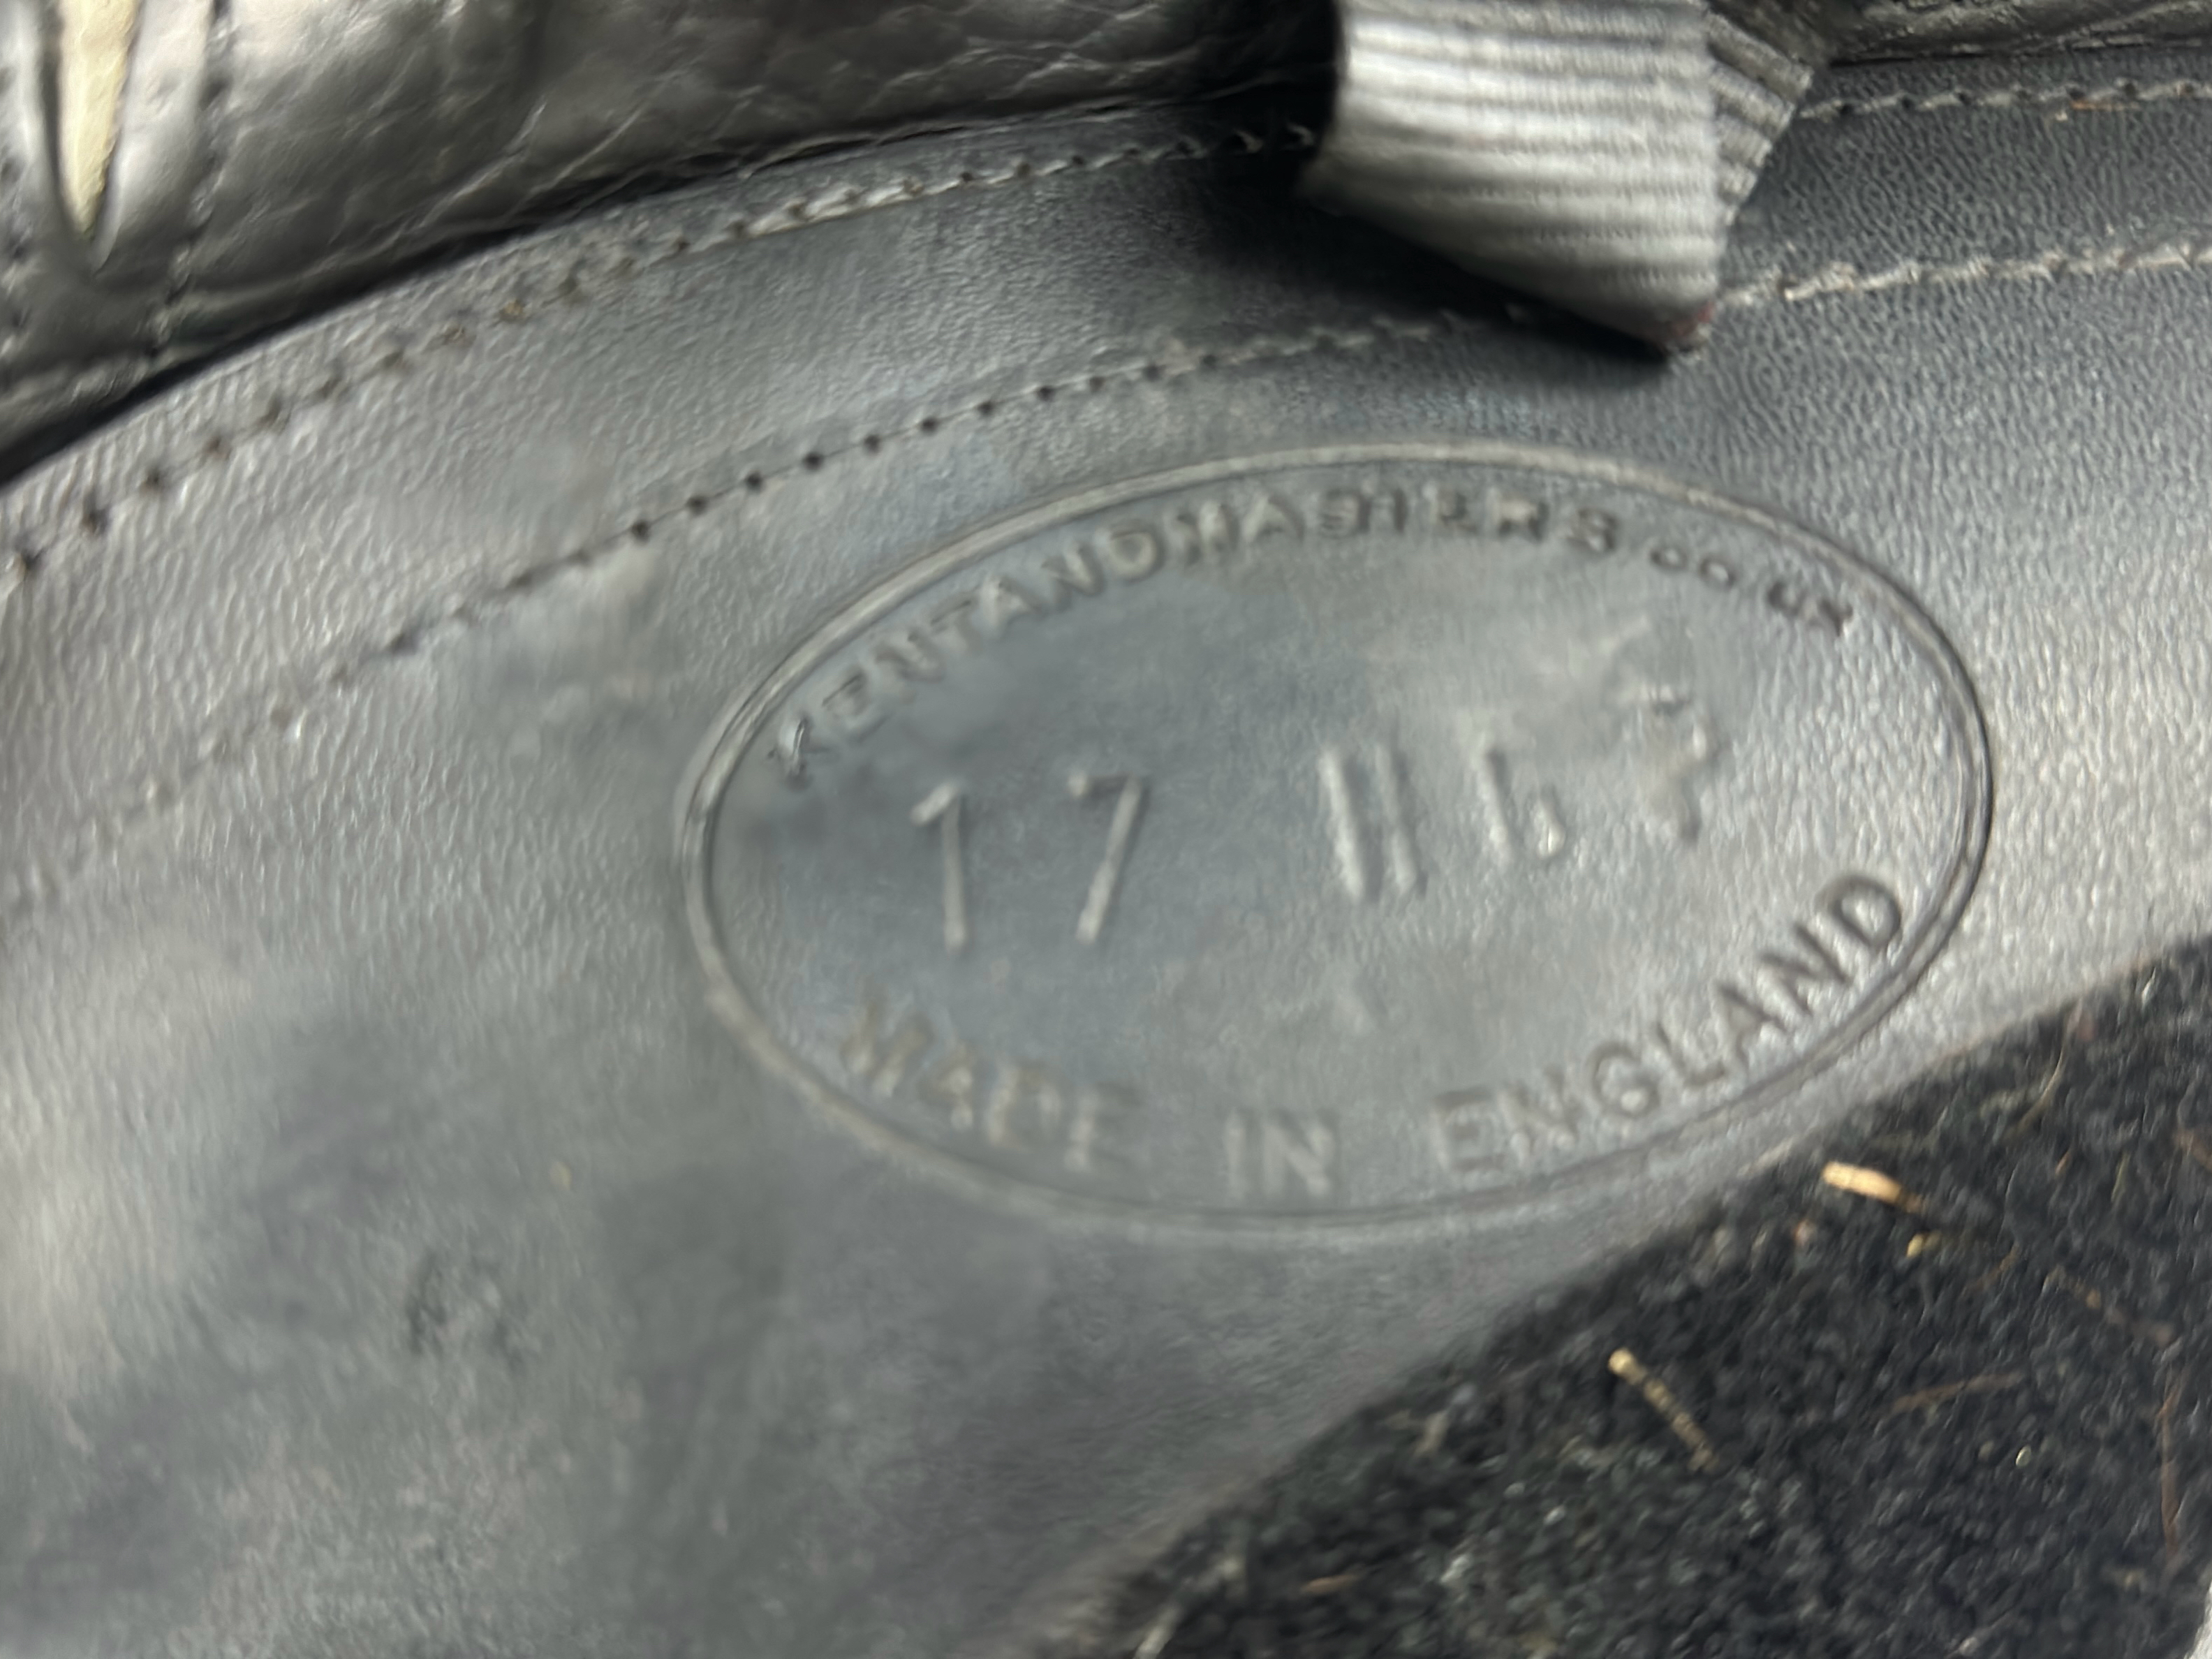 KENTANDMASTERS CO UK
17
MADE IN ENGLAND